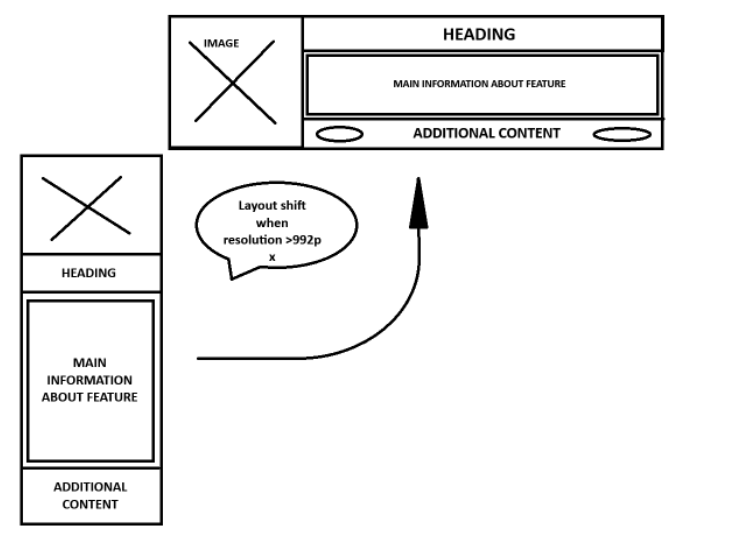 IMAGE
HEADING
MAIN INFORMATION ABOUT FEATURE
ADDITIONAL CONTENT
Layout shift
when
resolution >992p
x
HEADING
MAIN
INFORMATION
ABOUT FEATURE
ADDITIONAL
CONTENT